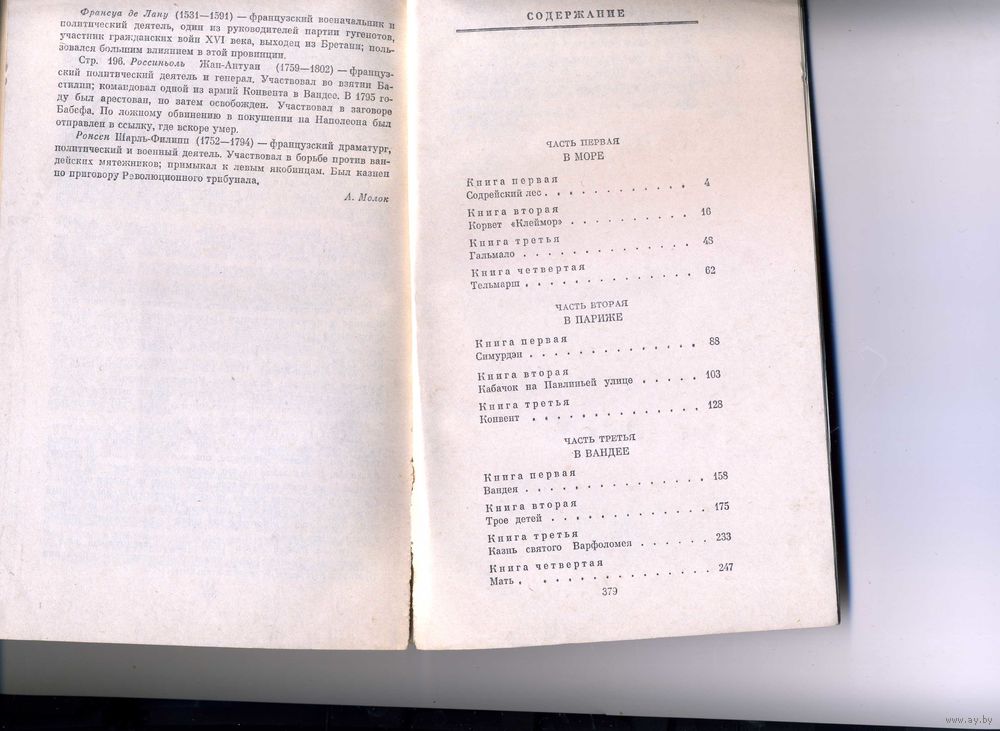 Франсуа де Лану (1531—1591) — французский военачальник и
политический деятель, один из руководителей партии гугенотов,
участник гражданских войн XVI века, выходец из Бретани; поль-
зовался большим влиянием в этой провинции.
Стр. 196. Россиньоль Жан-Антуан (1759—1802) — француз-
ский политический деятель и генерал. Участвовал во взятии Ба-
стилии; командовал одной из армий Конвента в Вандее. В 1795 го-
ду был арестован, но затем освобожден. Участвовал в заговоре
Бабефа. По ложному обвинению в покушении на Наполеона был
отправлен в ссылку, где вскоре умер.
Ронсен Шарль-Филипп (1752—1794) — французский драматург,
политический и военный деятель. Участвовал в борьбе против ван-
дейских мятежников; примыкал к левым якобинцам. Был казнен
по приговору Революционного трибунала.
А. Молок
СОДЕРЖАНИЕ
ЧАСТЬ ПЕРВАЯ
В МОРЕ
Книга первая
Содрейский лес . . . . . . . . . . . 4
Книга вторая
Корвет «Клеймор» . . . . . . . . . 16
Книга третья
Гальмало . . . . . . . . . . . . . 43
Книга четвертая
Тельмарш . . . . . . . . . . . . . 62
ЧАСТЬ ВТОРАЯ
В ПАРИЖЕ
Книга первая
Симурдэн . . . . . . . . . . . . . 88
Книга вторая
Кабачок на Павлиньей улице . . . . . 103
Книга третья
Конвент . . . . . . . . . . . . . 128
ЧАСТЬ ТРЕТЬЯ
В ВАНДЕЕ
Книга первая
Вандея . . . . . . . . . . . . . . 158
Книга вторая
Трое детей . . . . . . . . . . . . 175
Книга третья
Казнь святого Варфоломея . . . . . . 233
Книга четвертая
Мать . . . . . . . . . . . . . . 247
379
www.ay.by